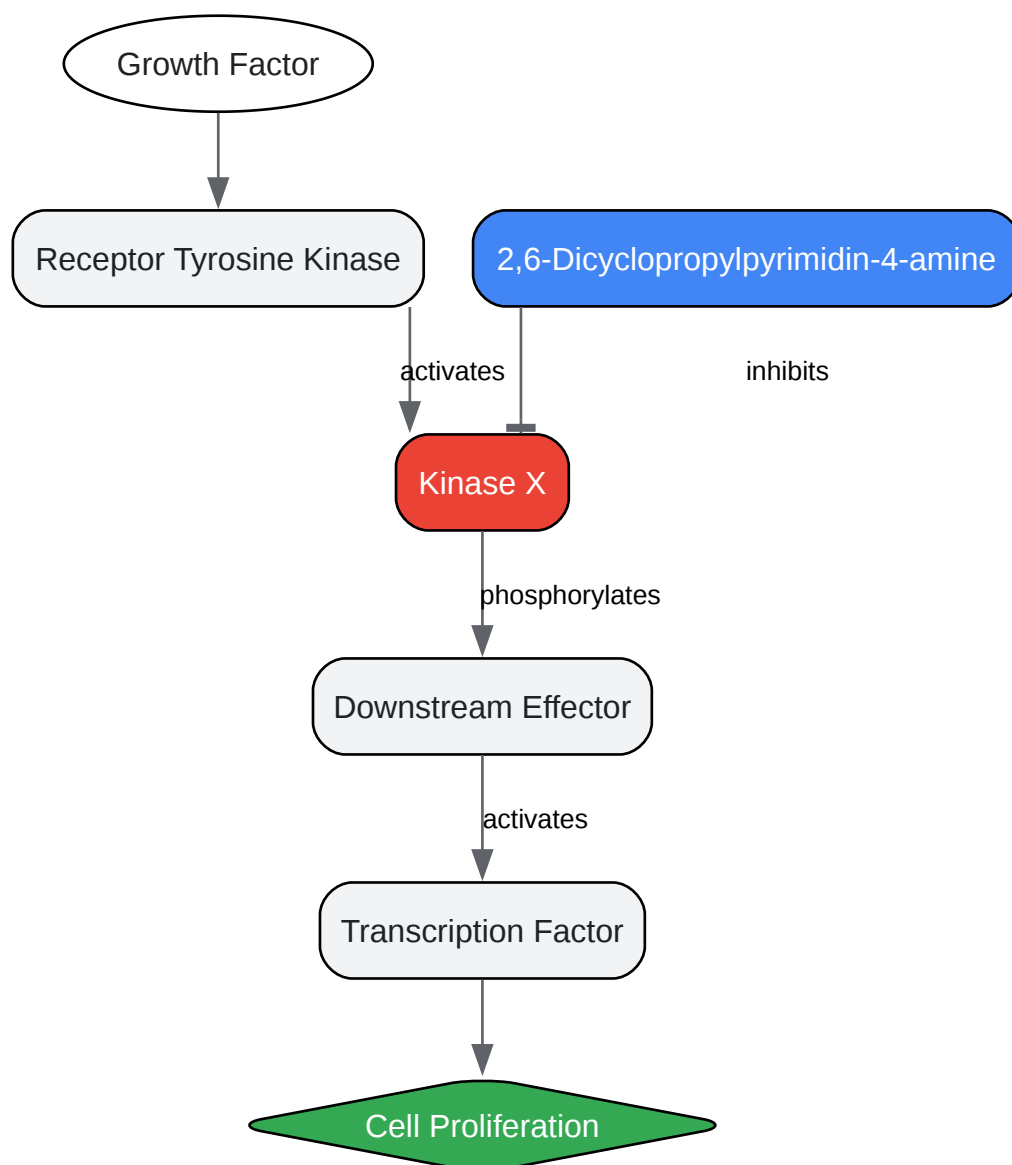 Growth Factor
Receptor Tyrosine Kinase
2,6-Dicyclopropylpyrimidin-4-amine
activates
inhibits
Kinase X
phosphorylates
Downstream Effector
activates
Transcription Factor
Cell Proliferation